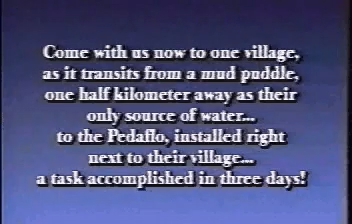 Come with us now to one village,
as it transits from a mud puddle,
one half kilometer away as their
only source of water...
to the Pedaflo, installed right
next to their village...
a task accomplished in three days!